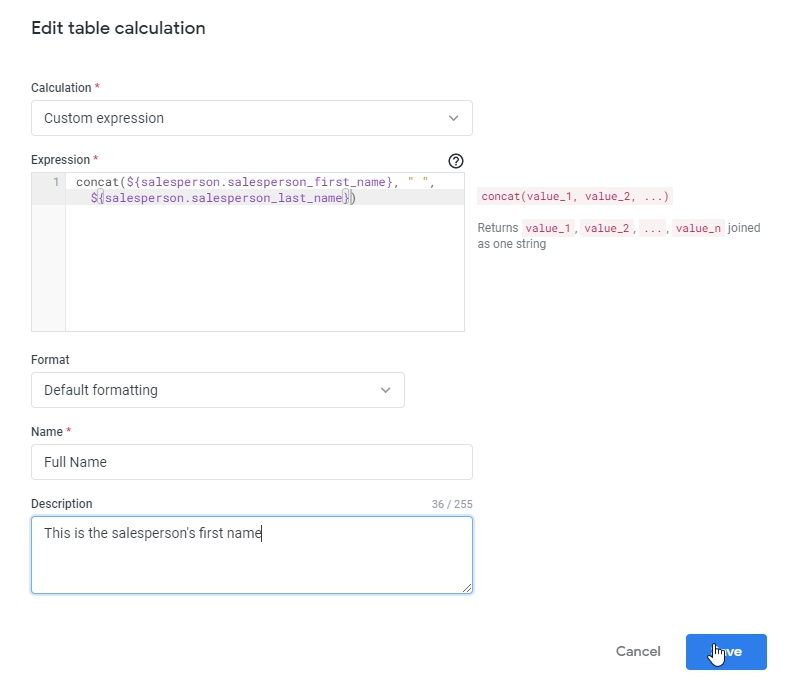 Edit table calculation
Calculation *
Custom expression
Expression *
1 concat(${salesperson.salesperson_first_name}, " ",
${salesperson.salesperson_last_name})
concat(value_1, value_2, ...)
Returns value_1, value_2, ..., value_n joined
as one string
Format
Default formatting
Name *
Full Name
Description 36 / 255
This is the salesperson's first name
Cancel